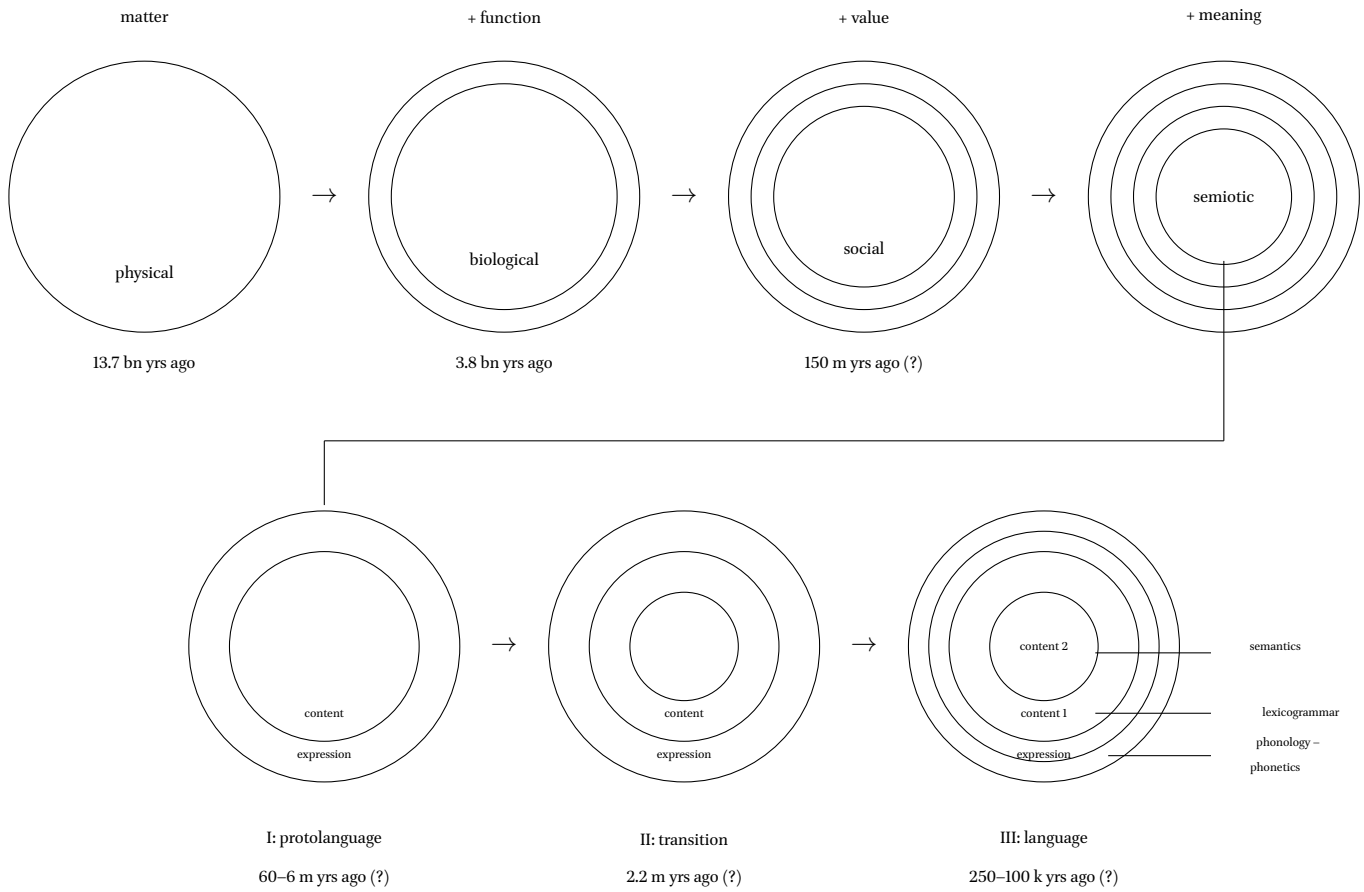 matter
+ function
+ value
+ meaning
physical
biological
social
semiotic
13.7 bn yrs ago
3.8 bn yrs ago
150 m yrs ago (?)
content
expression
content
expression
content 2
content 1
expression
semantics
lexicogrammar
phonology –
phonetics
I: protolanguage
II: transition
III: language
60–6 m yrs ago (?)
2.2 m yrs ago (?)
250–100 k yrs ago (?)